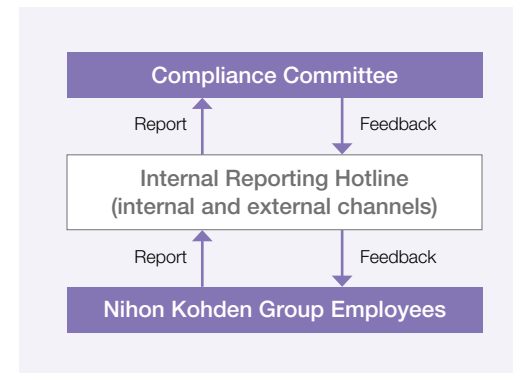 Compliance Committee
Report
Feedback
Internal Reporting Hotline
(internal and external channels)
Report
Feedback
Nihon Kohden Group Employees